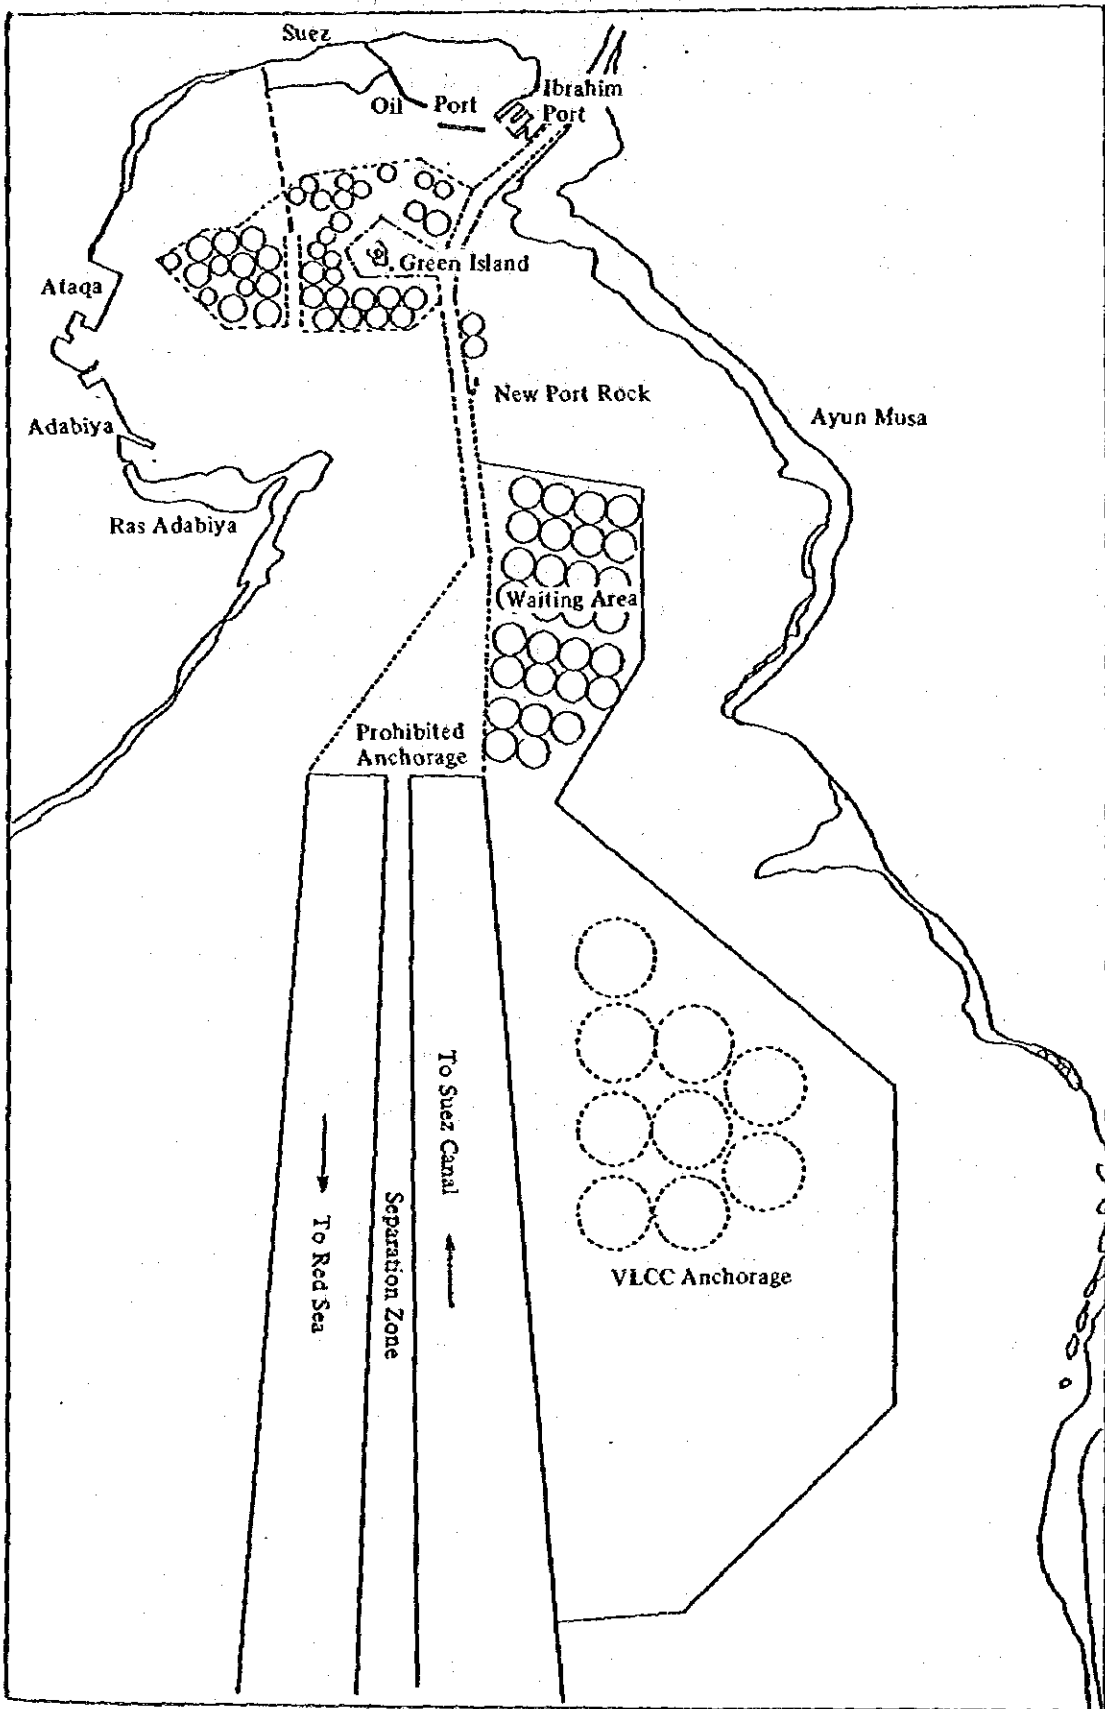 Suez
Ibrahim
Port
Oil Port
Green Island
Ataqa
New Port Rock
Ayun Musa
Adabiya
Ras Adabiya
(Waiting Area
Prohibited
Anchorage
To Suez Canal
Separation Zone
To Red Sea
VLCC Anchorage